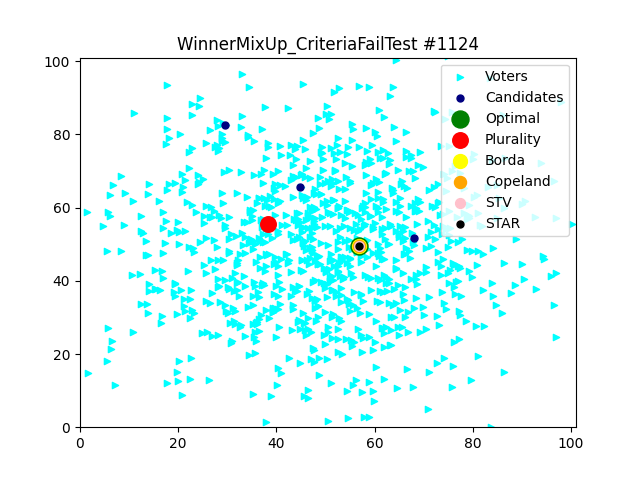 WinnerMixUp_CriteriaFailTest #1124
100
80
60
40
20
0
0 20 40 60 80 100
Voters
Candidates
Optimal
Plurality
Borda
Copeland
STV
STAR